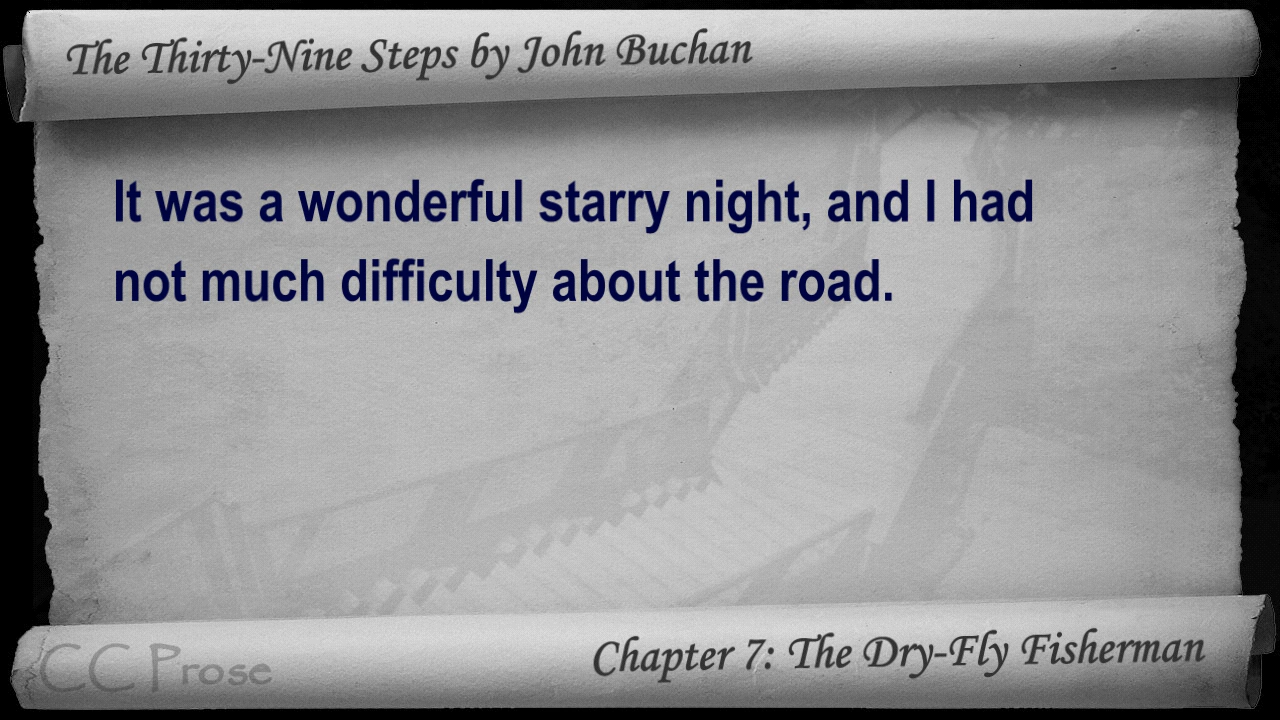 The Thirty-Nine Steps by John Buchan
It was a wonderful starry night, and I had
not much difficulty about the road.
CC Prose
Chapter 7: The Dry-Fly Fisherman